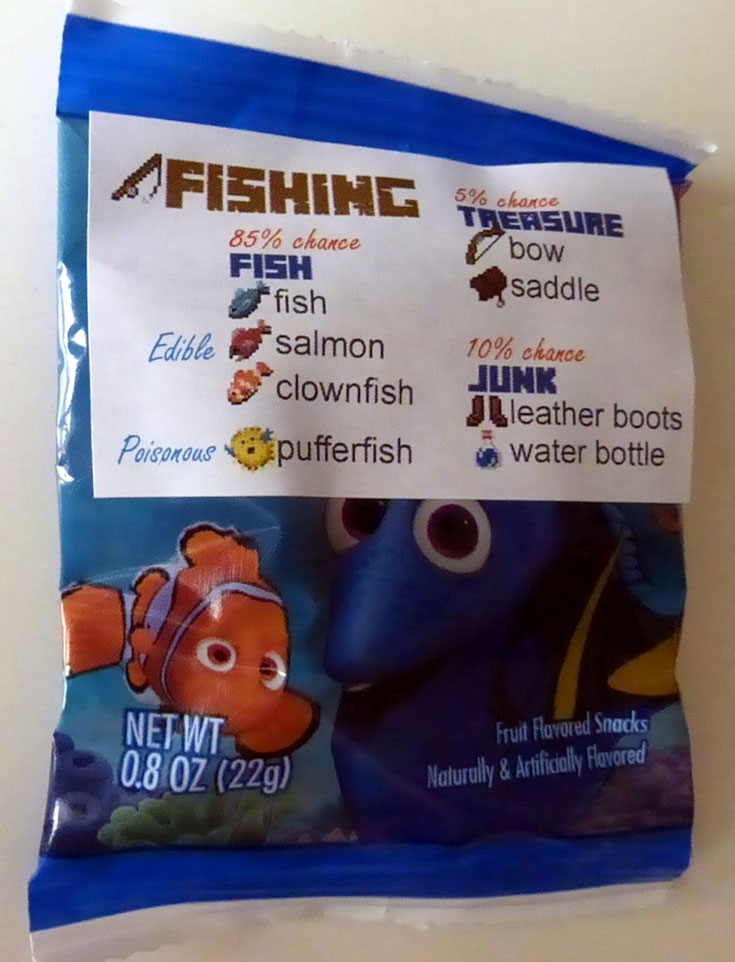 FISHING
85% chance
FISH
fish
Edible salmon
clownfish
Poisonous pufferfish
5% chance
TREASURE
bow
saddle
10% chance
JUNK
leather boots
water bottle
NET WT
0.8 OZ (22g)
Fruit Flavored Snacks
Naturally & Artificially Flavored